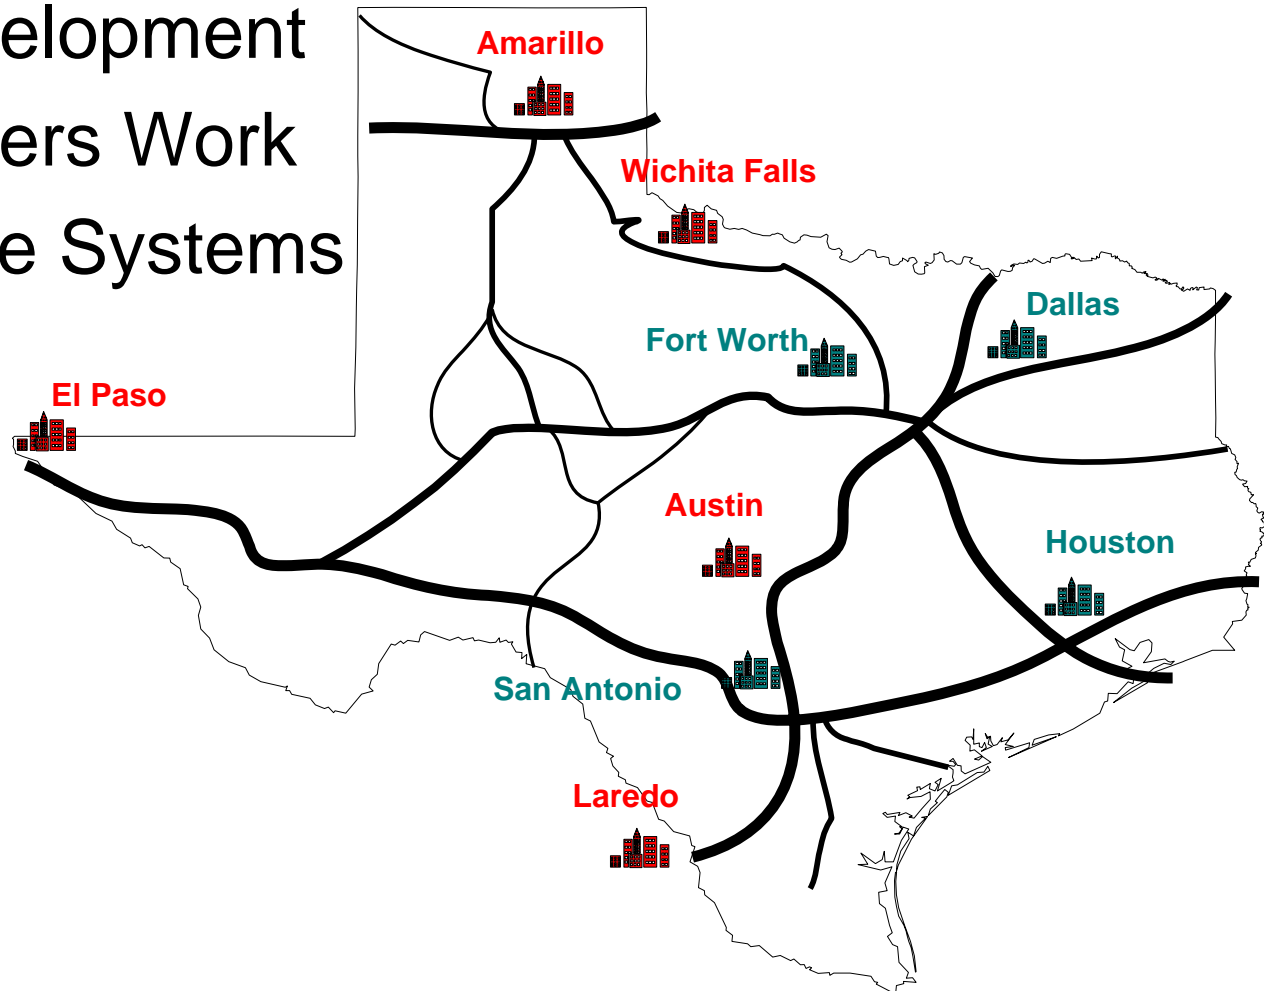 elopment
ers Work
e Systems
Amarillo
Wichita Falls
Dallas
Fort Worth
El Paso
Austin
Houston
San Antonio
Laredo